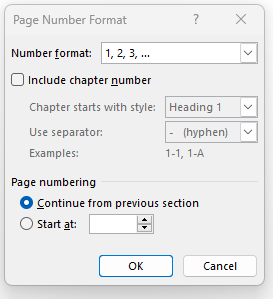 Page Number Format
Number format: 1, 2, 3, ...
Include chapter number
Chapter starts with style: Heading 1
Use separator: - (hyphen)
Examples: 1-1, 1-A
Page numbering
Continue from previous section
Start at:
OK Cancel